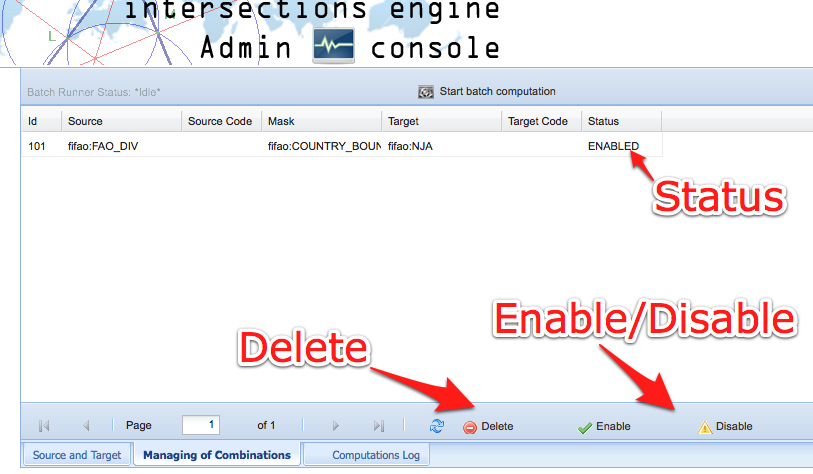 intersections engine
Admin console
L
Batch Runner Status: *Idle* Start batch computation
Id Source Source Code Mask Target Target Code Status
101 fifao:FAO_DIV fifao:COUNTRY_BOUN fifao:NJA ENABLED
Status
Enable/Disable
Delete
Page 1 of 1 Delete Enable Disable
Source and Target Managing of Combinations Computations Log